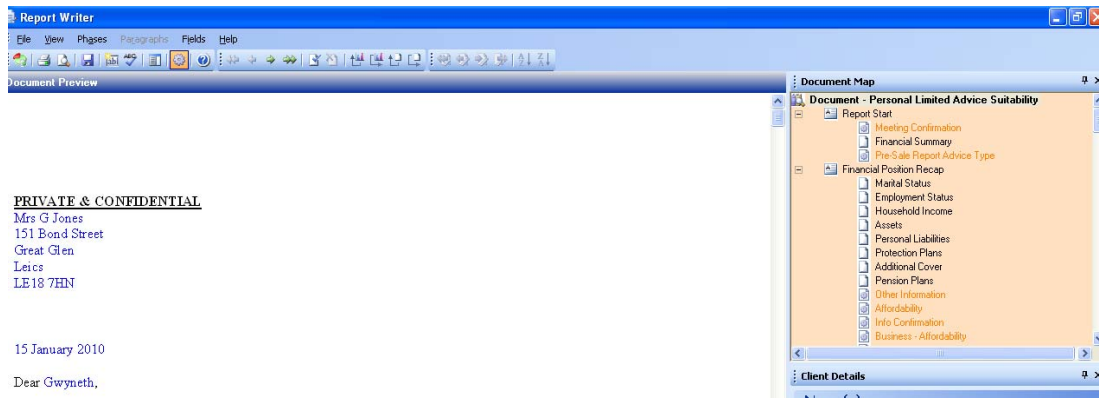 Report Writer
File View Phases Paragraphs Fields Help
Document Preview
PRIVATE & CONFIDENTIAL
Mrs G Jones
151 Bond Street
Great Glen
Leics
LE18 7HN
15 January 2010
Dear Gwyneth,
Document Map
Document - Personal Limited Advice Suitability
Report Start
Meeting Confirmation
Financial Summary
Pre-Sale Report Advice Type
Financial Position Recap
Marital Status
Employment Status
Household Income
Assets
Personal Liabilities
Protection Plans
Additional Cover
Pension Plans
Other Information
Affordability
Info Confirmation
Business - Affordability
Client Details